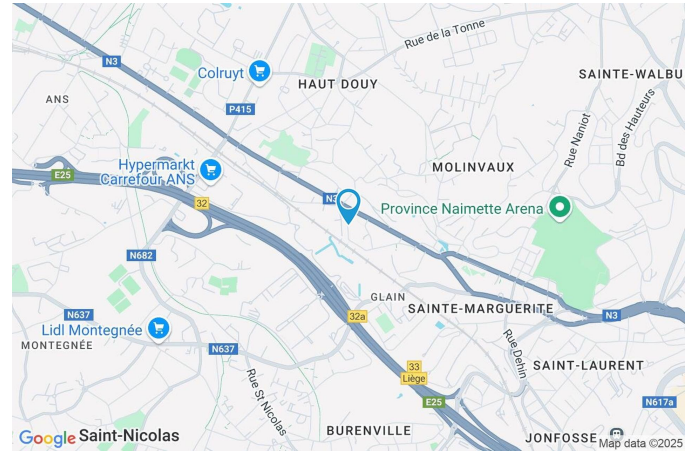 N3
Rue de la Tonne
Colruyt
HAUT DOUY
SAINTE-WALBU
ANS
P415
Bd des Hauteurs
Rue Naniot
MOLINVAUX
Hypermarkt
Carrefour ANS
E25
32
N3
Province Naimette Arena
N682
GLAIN
SAINTE-MARGUERITE
N637
32a
N3
Lidl Montegnée
MONTEGNÉE
N637
Rue Dehin
33
Liège
SAINT-LAURENT
Rue St Nicolas
E25
N617a
BURENVILLE
JONFOSSE
Google
Saint-Nicolas
Map data ©2025